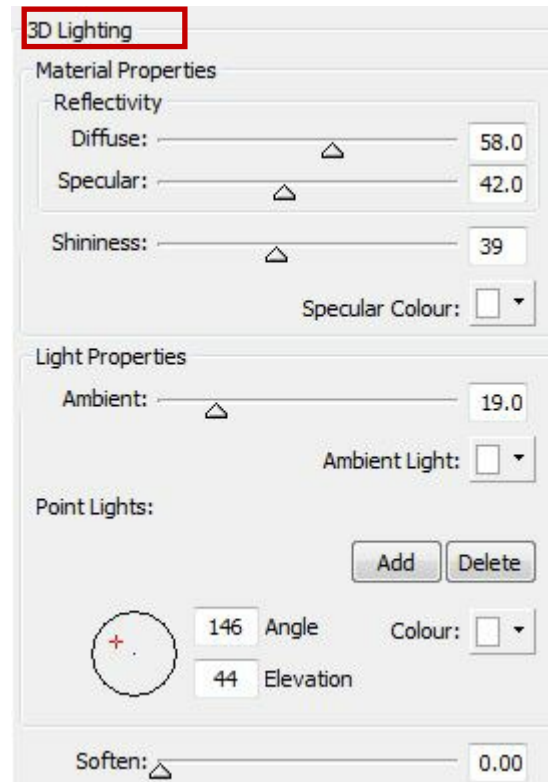 3D Lighting
Material Properties
Reflectivity
Diffuse: 58.0
Specular: 42.0
Shininess: 39
Specular Colour:
Light Properties
Ambient: 19.0
Ambient Light:
Point Lights:
Add Delete
146 Angle Colour:
44 Elevation
Soften: 0.00